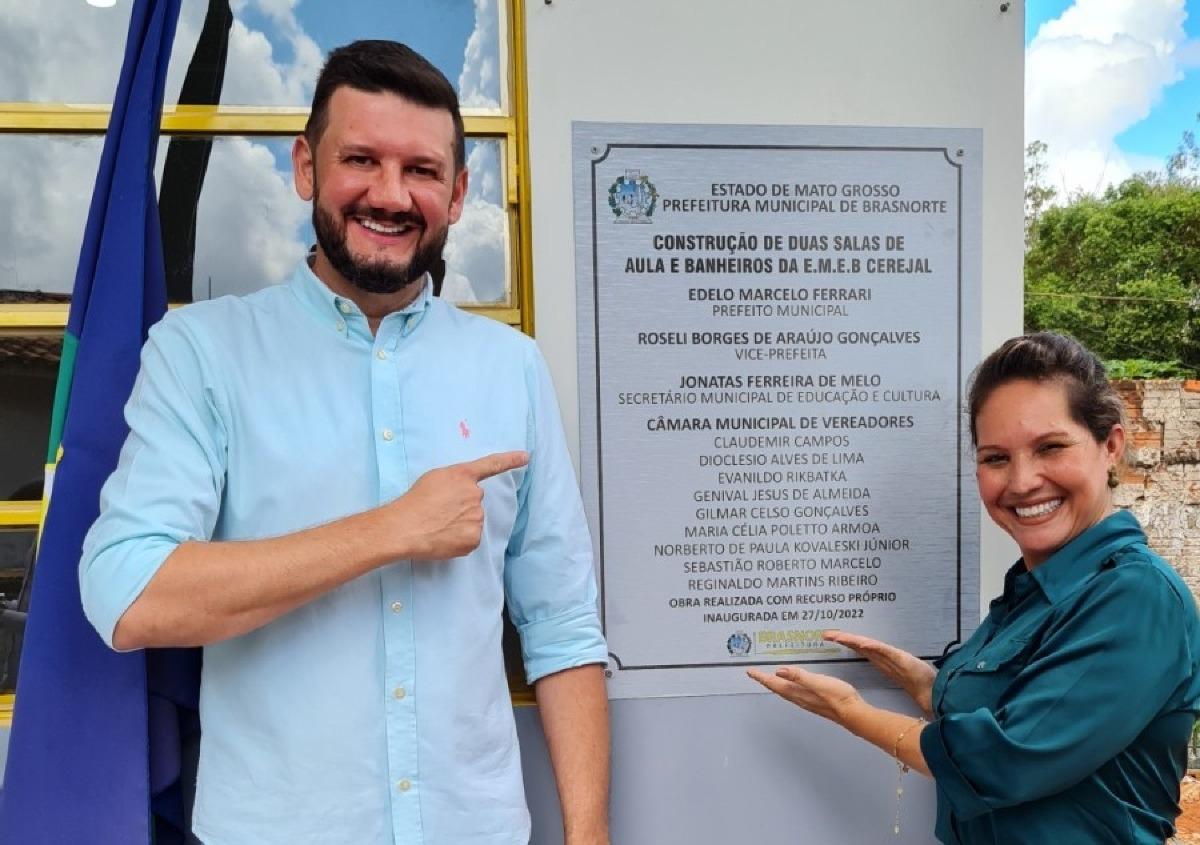 ESTADO DE MATO GROSSO
PREFEITURA MUNICIPAL DE BRASNORTE
CONSTRUÇÃO DE DUAS SALAS DE
AULA E BANHEIROS DA E.M.E.B CEREJAL
EDELO MARCELO FERRARI
PREFEITO MUNICIPAL
ROSELI BORGES DE ARAÚJO GONÇALVES
VICE-PREFEITA
JONATAS FERREIRA DE MELO
SECRETÁRIO MUNICIPAL DE EDUCAÇÃO E CULTURA
CÂMARA MUNICIPAL DE VEREADORES
CLAUDEMIR CAMPOS
DIOCLESIO ALVES DE LIMA
EVANILDO RIKBATKA
GENIVAL JESUS DE ALMEIDA
GILMAR CELSO GONÇALVES
MARIA CÉLIA POLETTO ARMOA
NORBERTO DE PAULA KOVALESKI JÚNIOR
SEBASTIÃO ROBERTO MARCELO
REGINALDO MARTINS RIBEIRO
OBRA REALIZADA COM RECURSO PRÓPRIO
INAUGURADA EM 27/10/2022
PREFEITURA